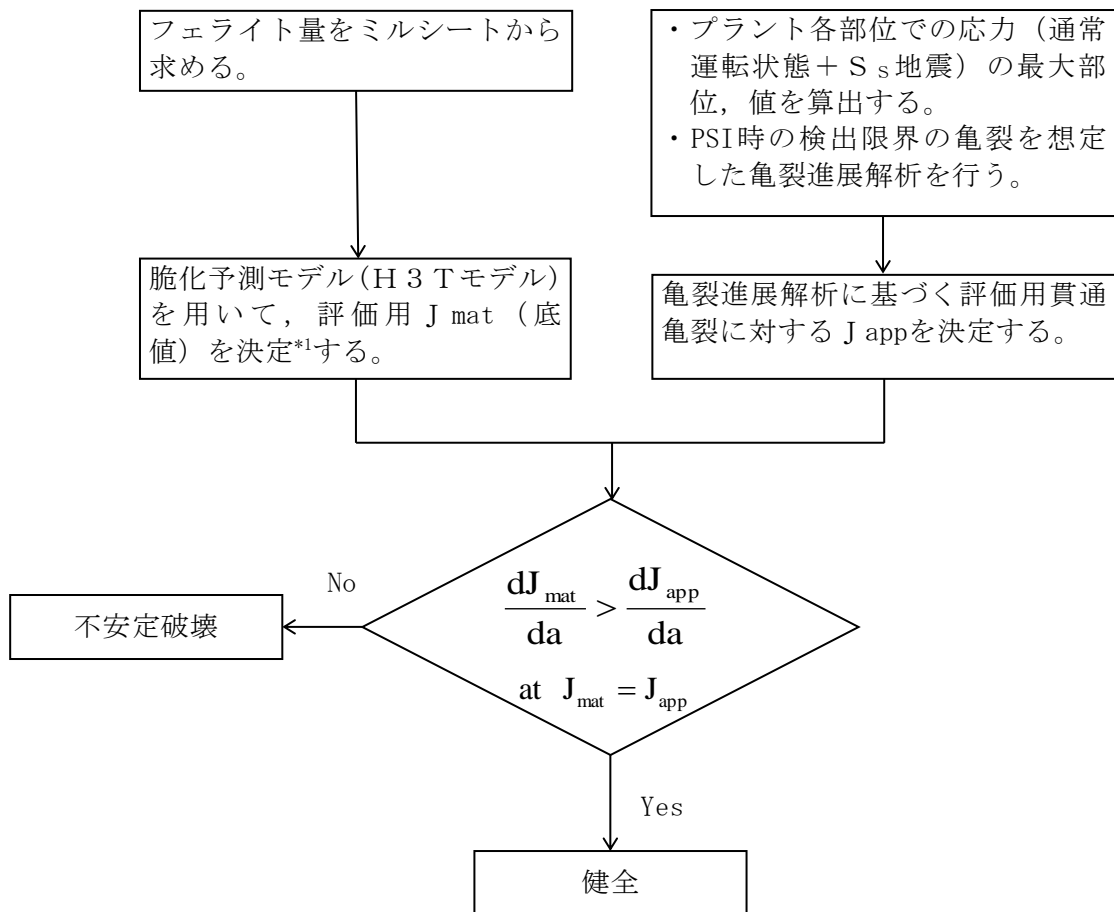 フェライト量をミルシートから
求める。
・プラント各部位での応力（通常
運転状態＋Ｓｓ地震）の最大部
位，値を算出する。
・PSI時の検出限界の亀裂を想定
した亀裂進展解析を行う。
脆化予測モデル(Ｈ３Ｔモデル)
を用いて，評価用Ｊmat（底
値）を決定*1する。
亀裂進展解析に基づく評価用貫通
亀裂に対するＪappを決定する。
dJmat/da > dJapp/da
at Jmat = Japp
No
不安定破壊
Yes
健全